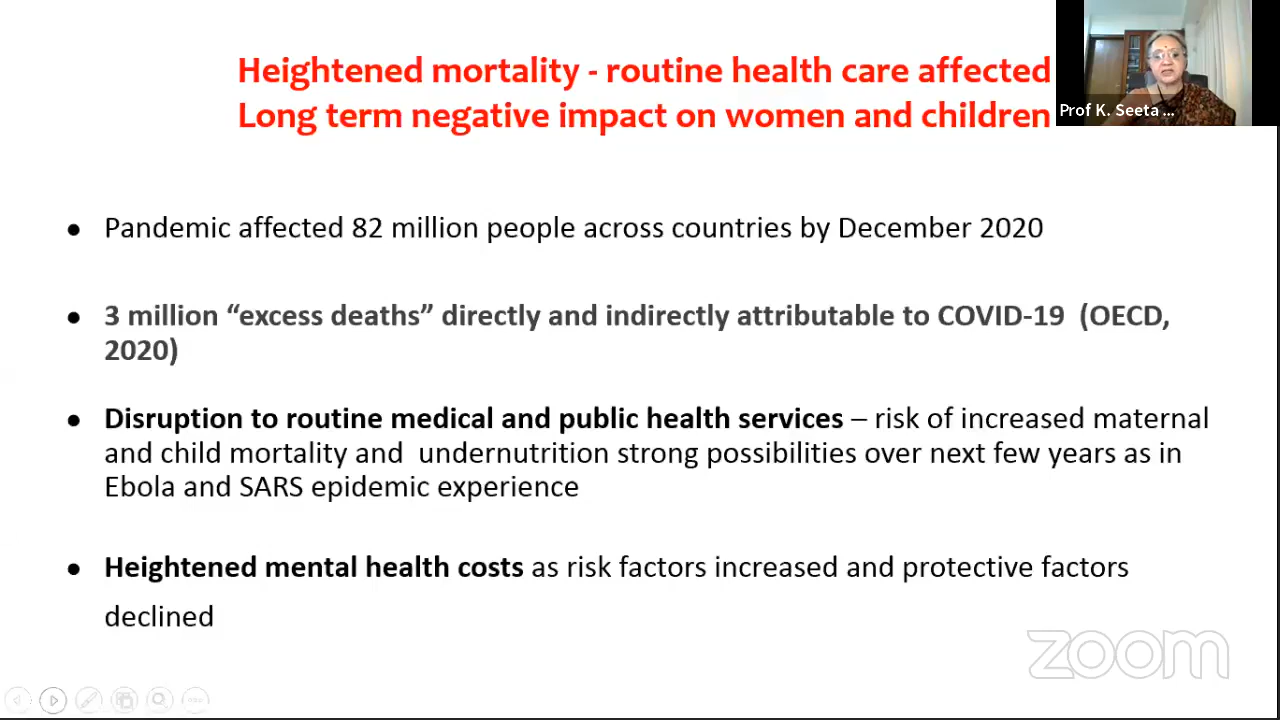 Heightened mortality - routine health care affected
Long term negative impact on women and children
Prof K. Seeta ...
● Pandemic affected 82 million people across countries by December 2020
● 3 million “excess deaths” directly and indirectly attributable to COVID-19 (OECD,
2020)
● Disruption to routine medical and public health services – risk of increased maternal
and child mortality and undernutrition strong possibilities over next few years as in
Ebola and SARS epidemic experience
● Heightened mental health costs as risk factors increased and protective factors
declined
zoom